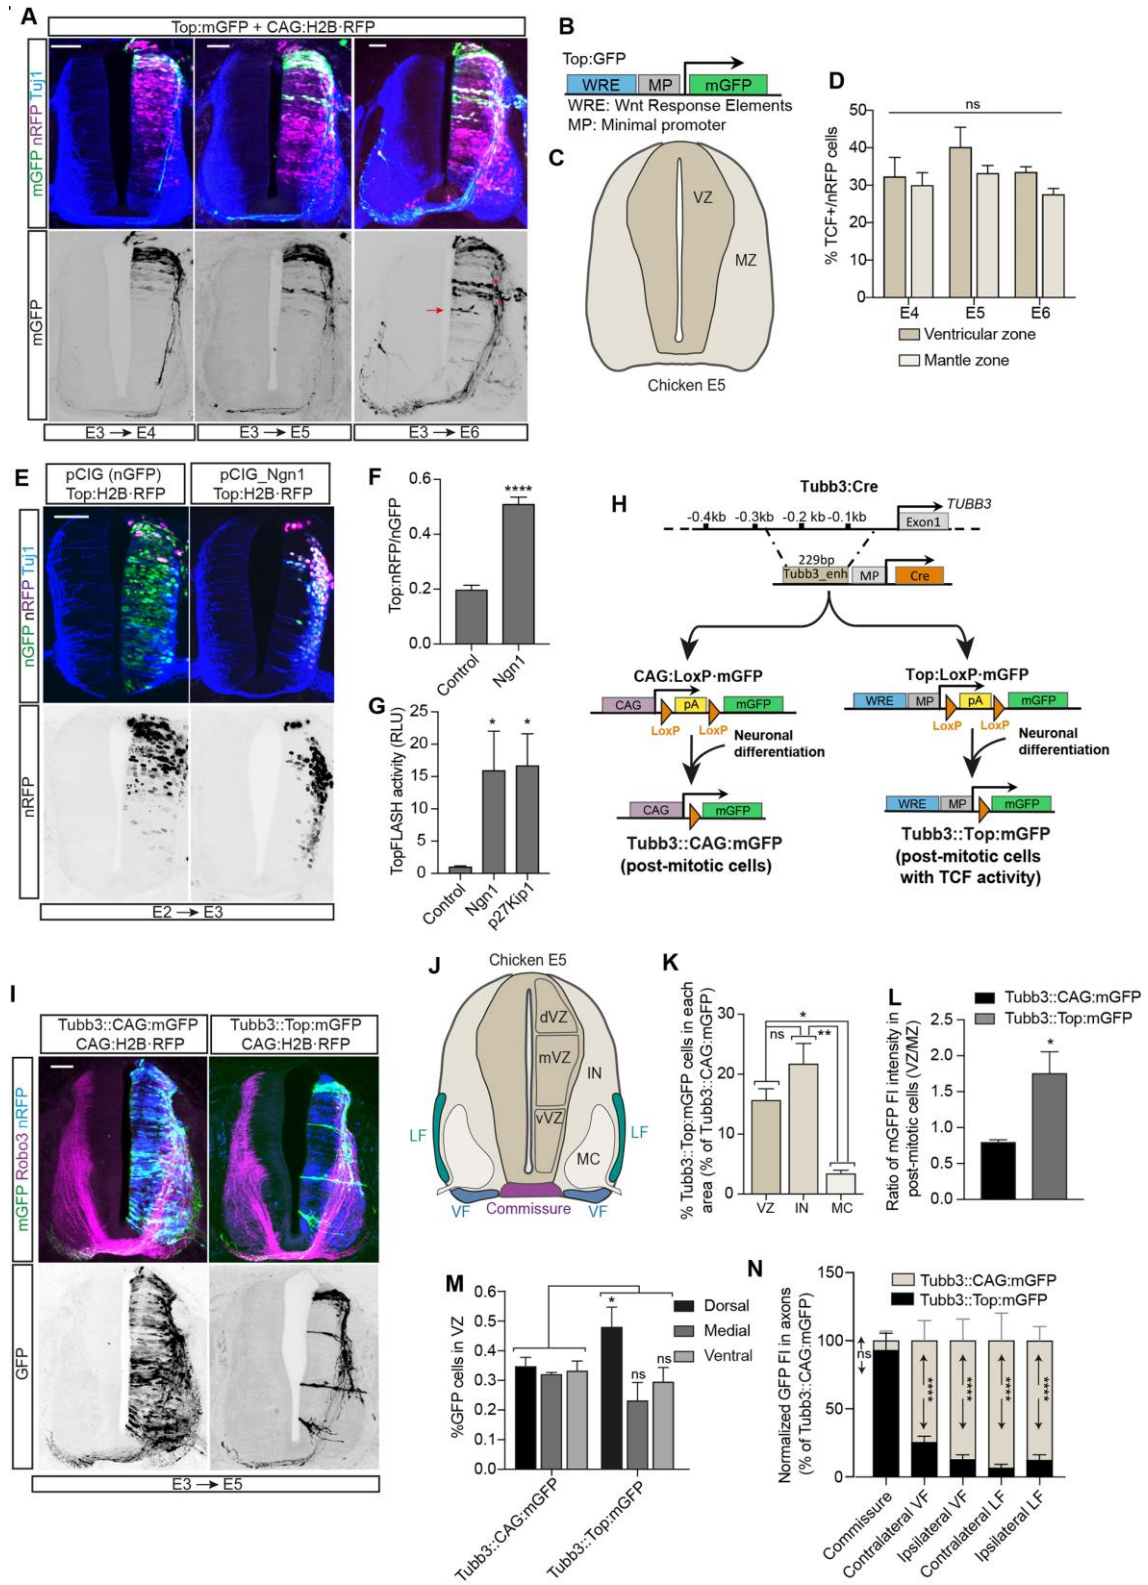 A
Top:mGFP + CAG:H2B·RFP
mGFP nRFP Tuj1
mGFP
E3 → E4
E3 → E5
E3 → E6
B
Top:GFP
WRE
MP
mGFP
WRE: Wnt Response Elements
MP: Minimal promoter
C
VZ
MZ
Chicken E5
D
% TCF+/nRFP cells
50
40
30
20
10
0
ns
E4
E5
E6
Ventricular zone
Mantle zone
E
pCIG (nGFP)
Top:H2B·RFP
pCIG_Ngn1
Top:H2B·RFP
nGFP nRFP Tuj1
nRFP
E2 → E3
F
Top:nRFP/nGFP
0.6
0.4
0.2
0.0
****
Control
Ngn1
G
TopFLASH activity (RLU)
25
20
15
10
5
0
*
*
Control
Ngn1
p27Kip1
H
Tubb3:Cre
-0.4kb
-0.3kb
-0.2 kb
-0.1kb
TUBB3
Exon1
229bp
Tubb3_enh
MP
Cre
CAG:LoxP·mGFP
CAG
pA
mGFP
LoxP
LoxP
Neuronal
differentiation
CAG
mGFP
Tubb3::CAG:mGFP
(post-mitotic cells)
Top:LoxP·mGFP
WRE
MP
pA
mGFP
LoxP
LoxP
Neuronal
differentiation
WRE
MP
mGFP
Tubb3::Top:mGFP
(post-mitotic cells
with TCF activity)
I
Tubb3::CAG:mGFP
CAG:H2B·RFP
Tubb3::Top:mGFP
CAG:H2B·RFP
mGFP Robo3 nRFP
GFP
E3 → E5
J
Chicken E5
dVZ
mVZ
vVZ
IN
MC
LF
LF
VF
Commissure
VF
K
% Tubb3::Top:mGFP cells in each
area (% of Tubb3::CAG:mGFP)
30
20
10
0
*
ns
**
VZ
IN
MC
L
Tubb3::CAG:mGFP
Tubb3::Top:mGFP
Ratio of mGFP FI intensity in
post-mitotic cells (VZ/MZ)
2.5
2.0
1.5
1.0
0.5
0.0
*
M
%GFP cells in VZ
0.6
0.5
0.4
0.3
0.2
0.1
0.0
*
ns
ns
Dorsal
Medial
Ventral
Tubb3::CAG:mGFP
Tubb3::Top:mGFP
N
Normalized GFP FI in axons
(% of Tubb3::CAG:mGFP)
150
100
50
0
Tubb3::CAG:mGFP
Tubb3::Top:mGFP
ns
****
****
****
****
Commissure
Contralateral VF
Ipsilateral VF
Contralateral LF
Ipsilateral LF